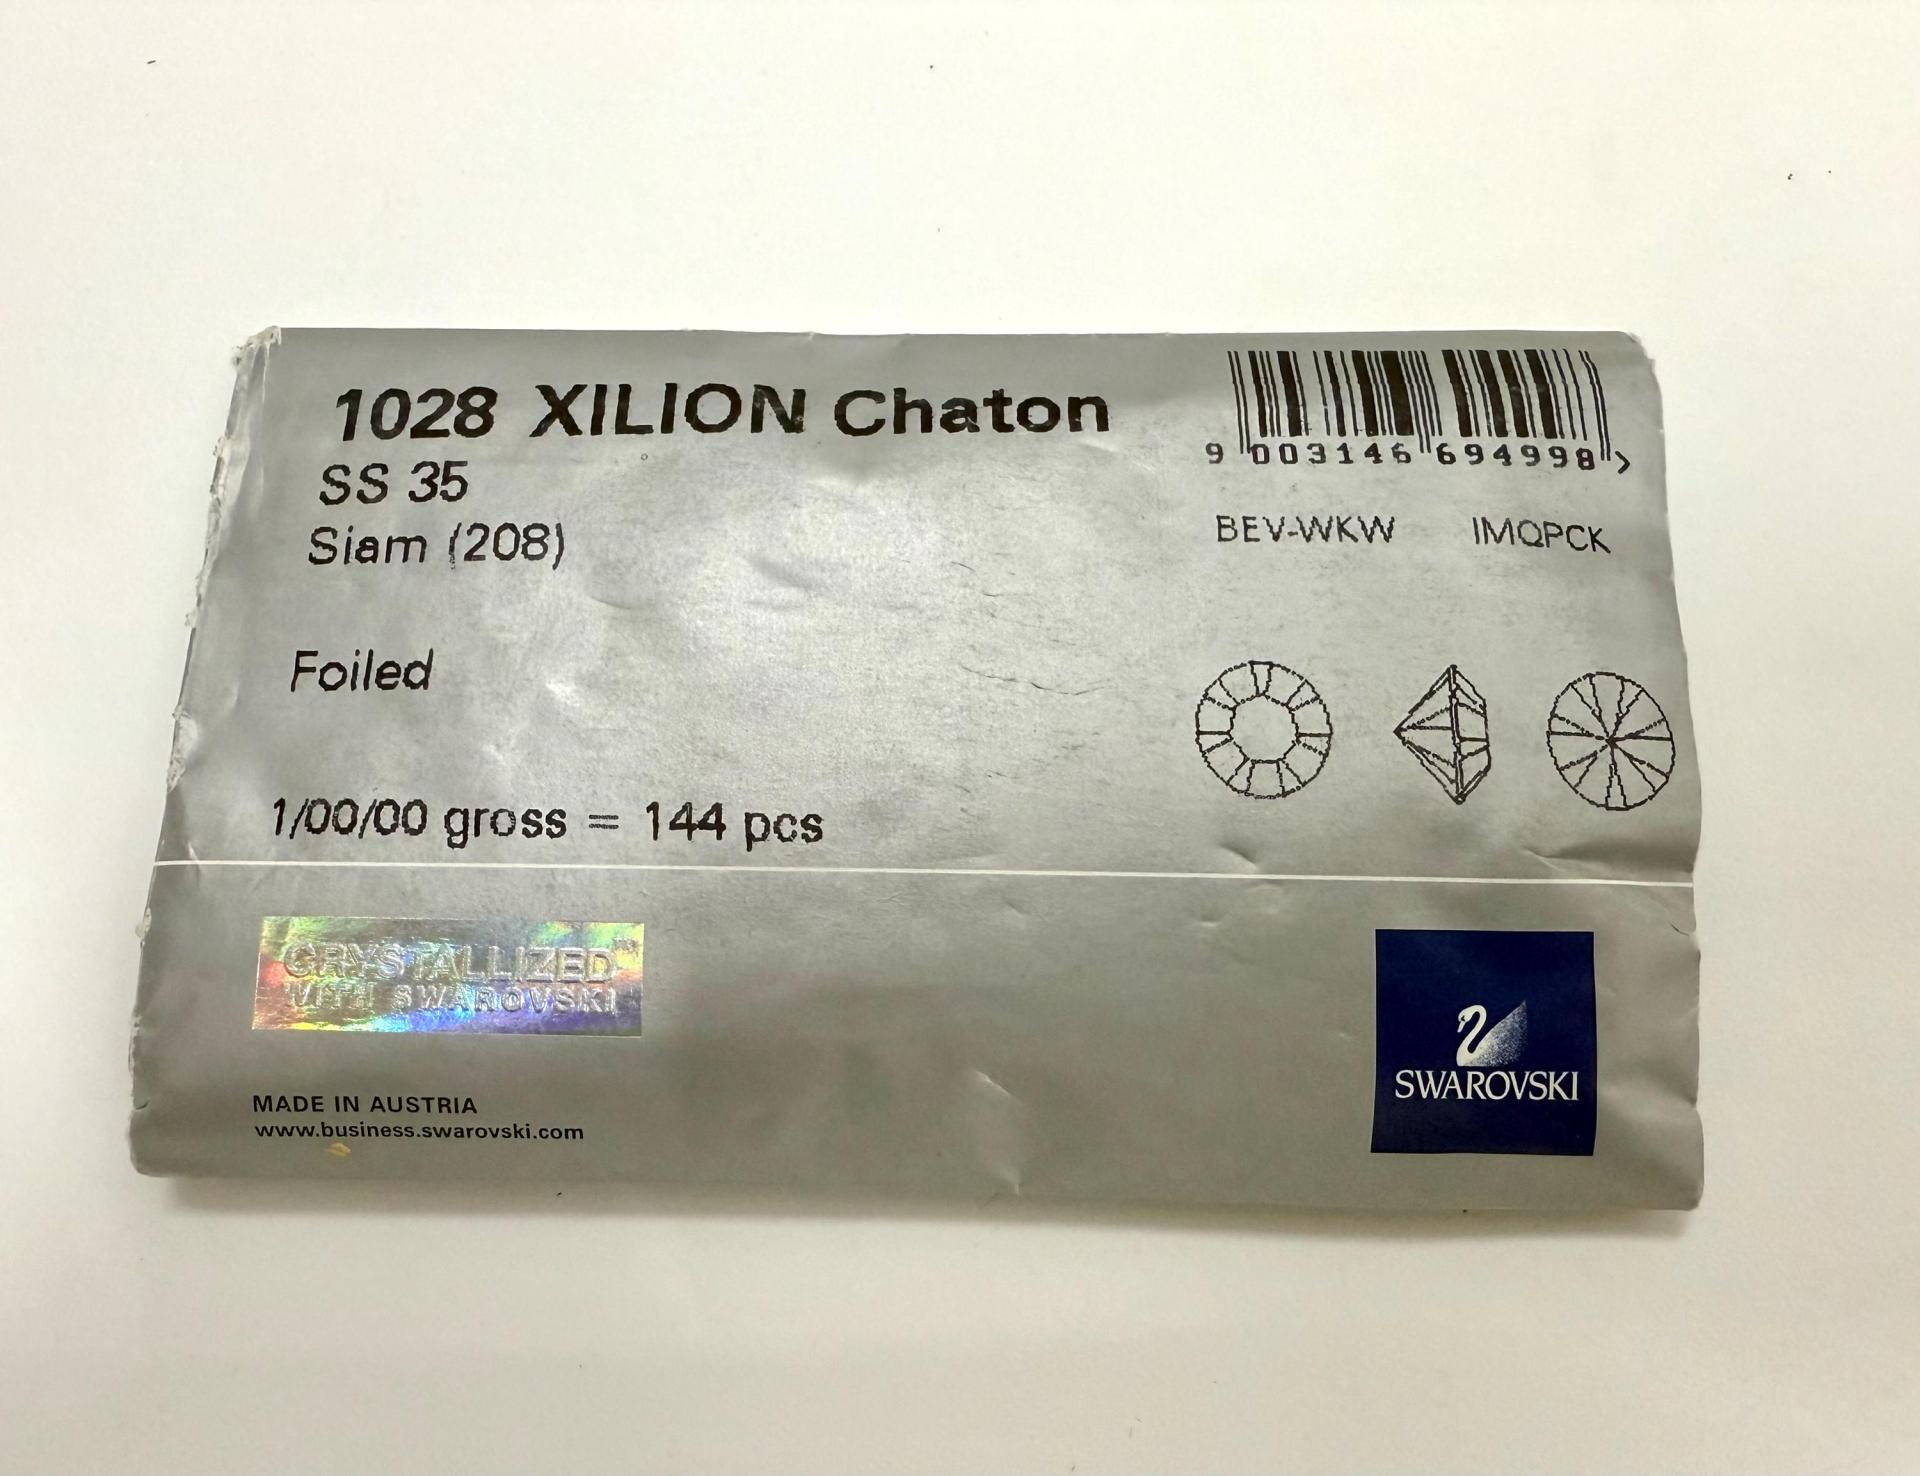 1028 XILION Chaton
SS 35
Siam (208)
Foiled
1/00/00 gross = 144 pcs
9 003146 694998 >
BEV-WKW IMQPCK
CRYSTALLIZED™
WITH SWAROVSKI
MADE IN AUSTRIA
www.business.swarovski.com
SWAROVSKI